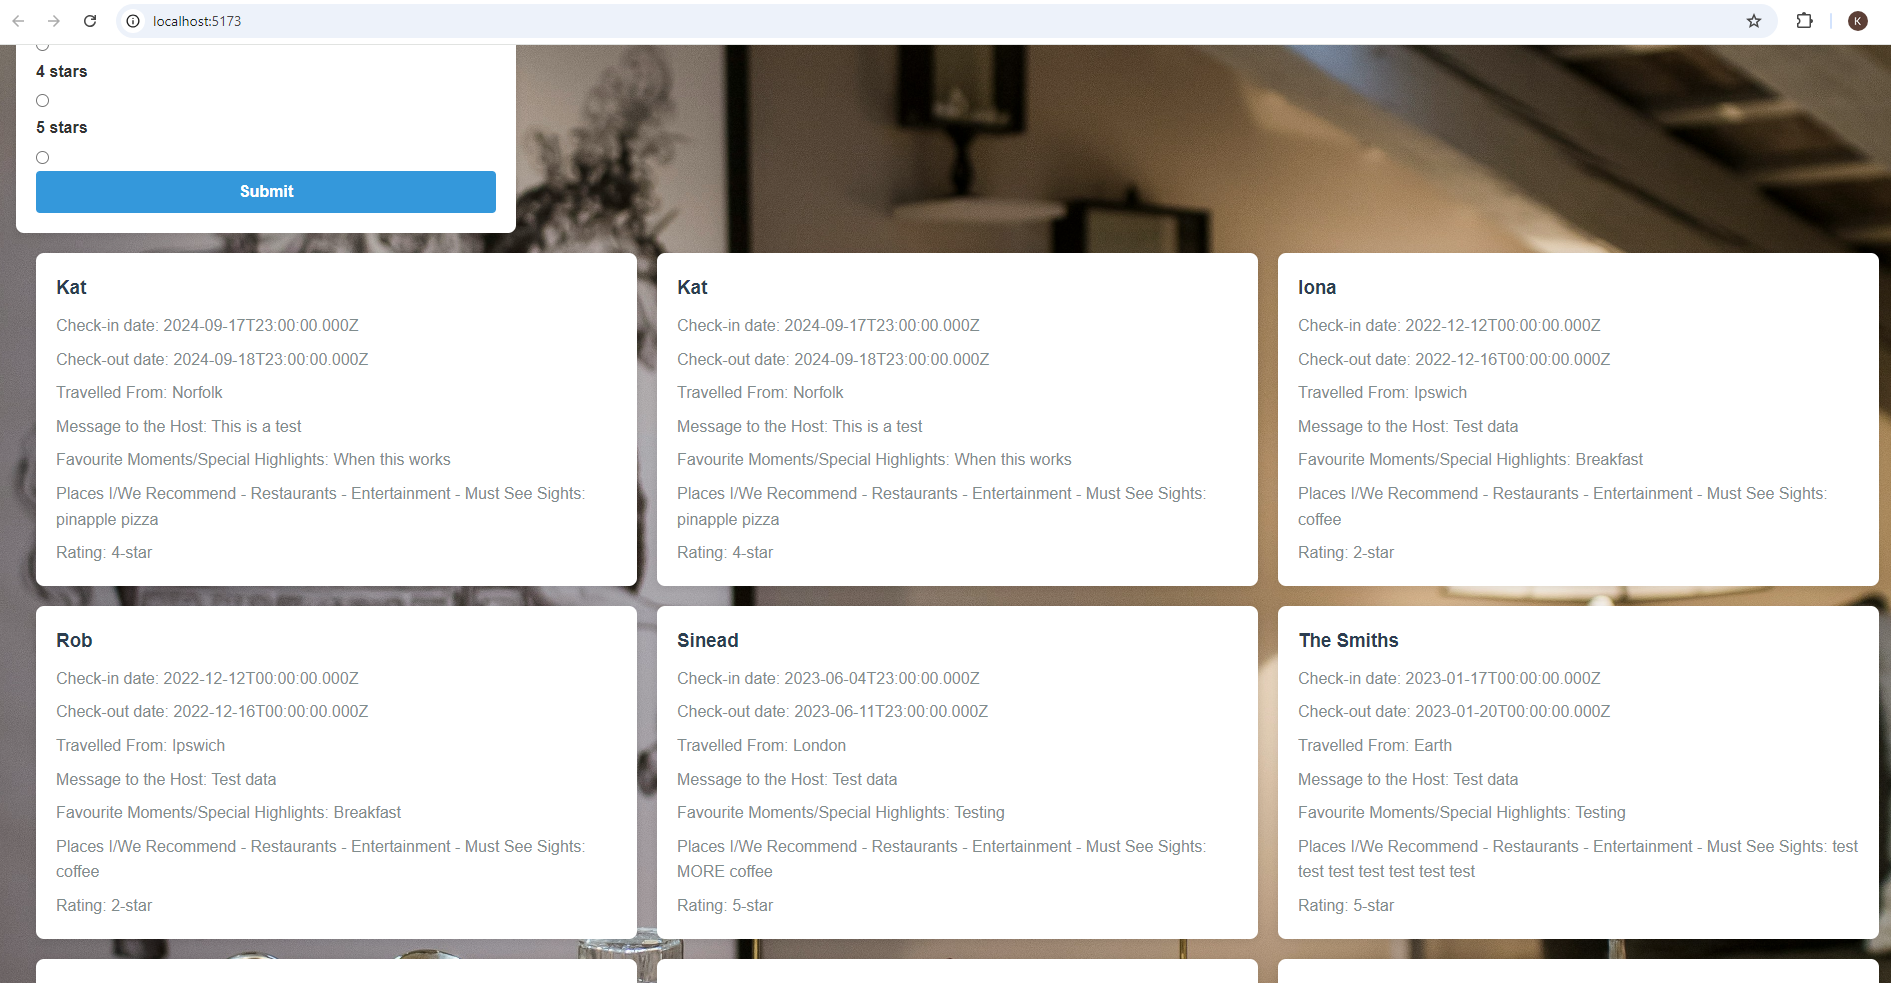 localhost:5173
K
4 stars
5 stars
Submit
Kat
Check-in date: 2024-09-17T23:00:00.000Z
Check-out date: 2024-09-18T23:00:00.000Z
Travelled From: Norfolk
Message to the Host: This is a test
Favourite Moments/Special Highlights: When this works
Places I/We Recommend - Restaurants - Entertainment - Must See Sights:
pinapple pizza
Rating: 4-star
Kat
Check-in date: 2024-09-17T23:00:00.000Z
Check-out date: 2024-09-18T23:00:00.000Z
Travelled From: Norfolk
Message to the Host: This is a test
Favourite Moments/Special Highlights: When this works
Places I/We Recommend - Restaurants - Entertainment - Must See Sights:
pinapple pizza
Rating: 4-star
Iona
Check-in date: 2022-12-12T00:00:00.000Z
Check-out date: 2022-12-16T00:00:00.000Z
Travelled From: Ipswich
Message to the Host: Test data
Favourite Moments/Special Highlights: Breakfast
Places I/We Recommend - Restaurants - Entertainment - Must See Sights:
coffee
Rating: 2-star
Rob
Check-in date: 2022-12-12T00:00:00.000Z
Check-out date: 2022-12-16T00:00:00.000Z
Travelled From: Ipswich
Message to the Host: Test data
Favourite Moments/Special Highlights: Breakfast
Places I/We Recommend - Restaurants - Entertainment - Must See Sights:
coffee
Rating: 2-star
Sinead
Check-in date: 2023-06-04T23:00:00.000Z
Check-out date: 2023-06-11T23:00:00.000Z
Travelled From: London
Message to the Host: Test data
Favourite Moments/Special Highlights: Testing
Places I/We Recommend - Restaurants - Entertainment - Must See Sights:
MORE coffee
Rating: 5-star
The Smiths
Check-in date: 2023-01-17T00:00:00.000Z
Check-out date: 2023-01-20T00:00:00.000Z
Travelled From: Earth
Message to the Host: Test data
Favourite Moments/Special Highlights: Testing
Places I/We Recommend - Restaurants - Entertainment - Must See Sights: test
test test test test test test
Rating: 5-star